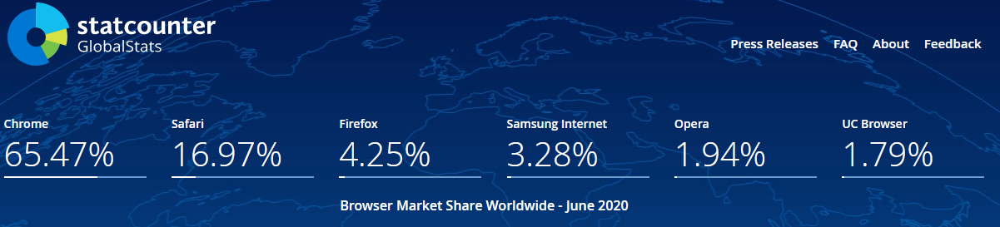 statcounter
GlobalStats
Press Releases FAQ About Feedback
Chrome Safari Firefox Samsung Internet Opera UC Browser
65.47% 16.97% 4.25% 3.28% 1.94% 1.79%
Browser Market Share Worldwide - June 2020